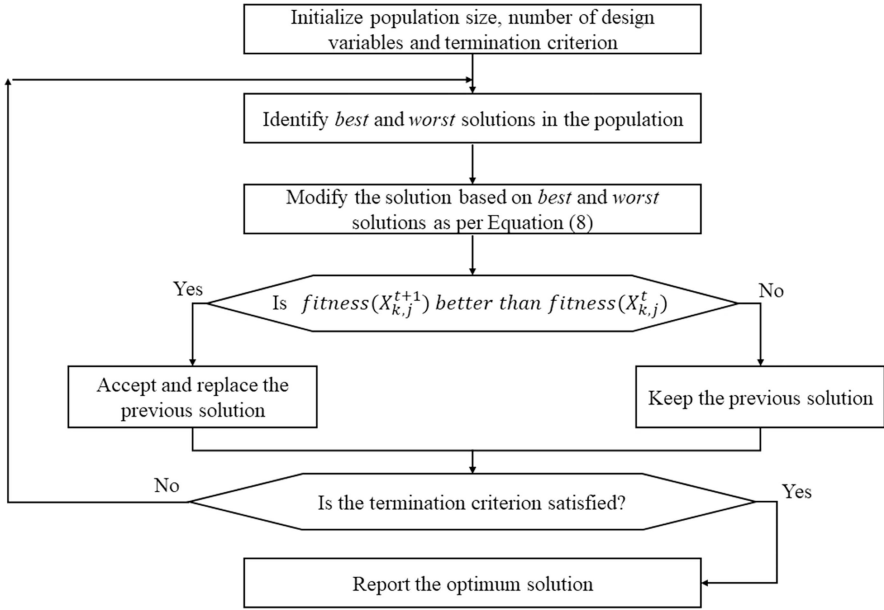 Initialize population size, number of design
variables and termination criterion
Identify best and worst solutions in the population
Modify the solution based on best and worst
solutions as per Equation (8)
Yes
Is fitness(X_{k,j}^{t+1}) better than fitness(X_{k,j}^{t})
No
Accept and replace the
previous solution
Keep the previous solution
No
Is the termination criterion satisfied?
Yes
Report the optimum solution